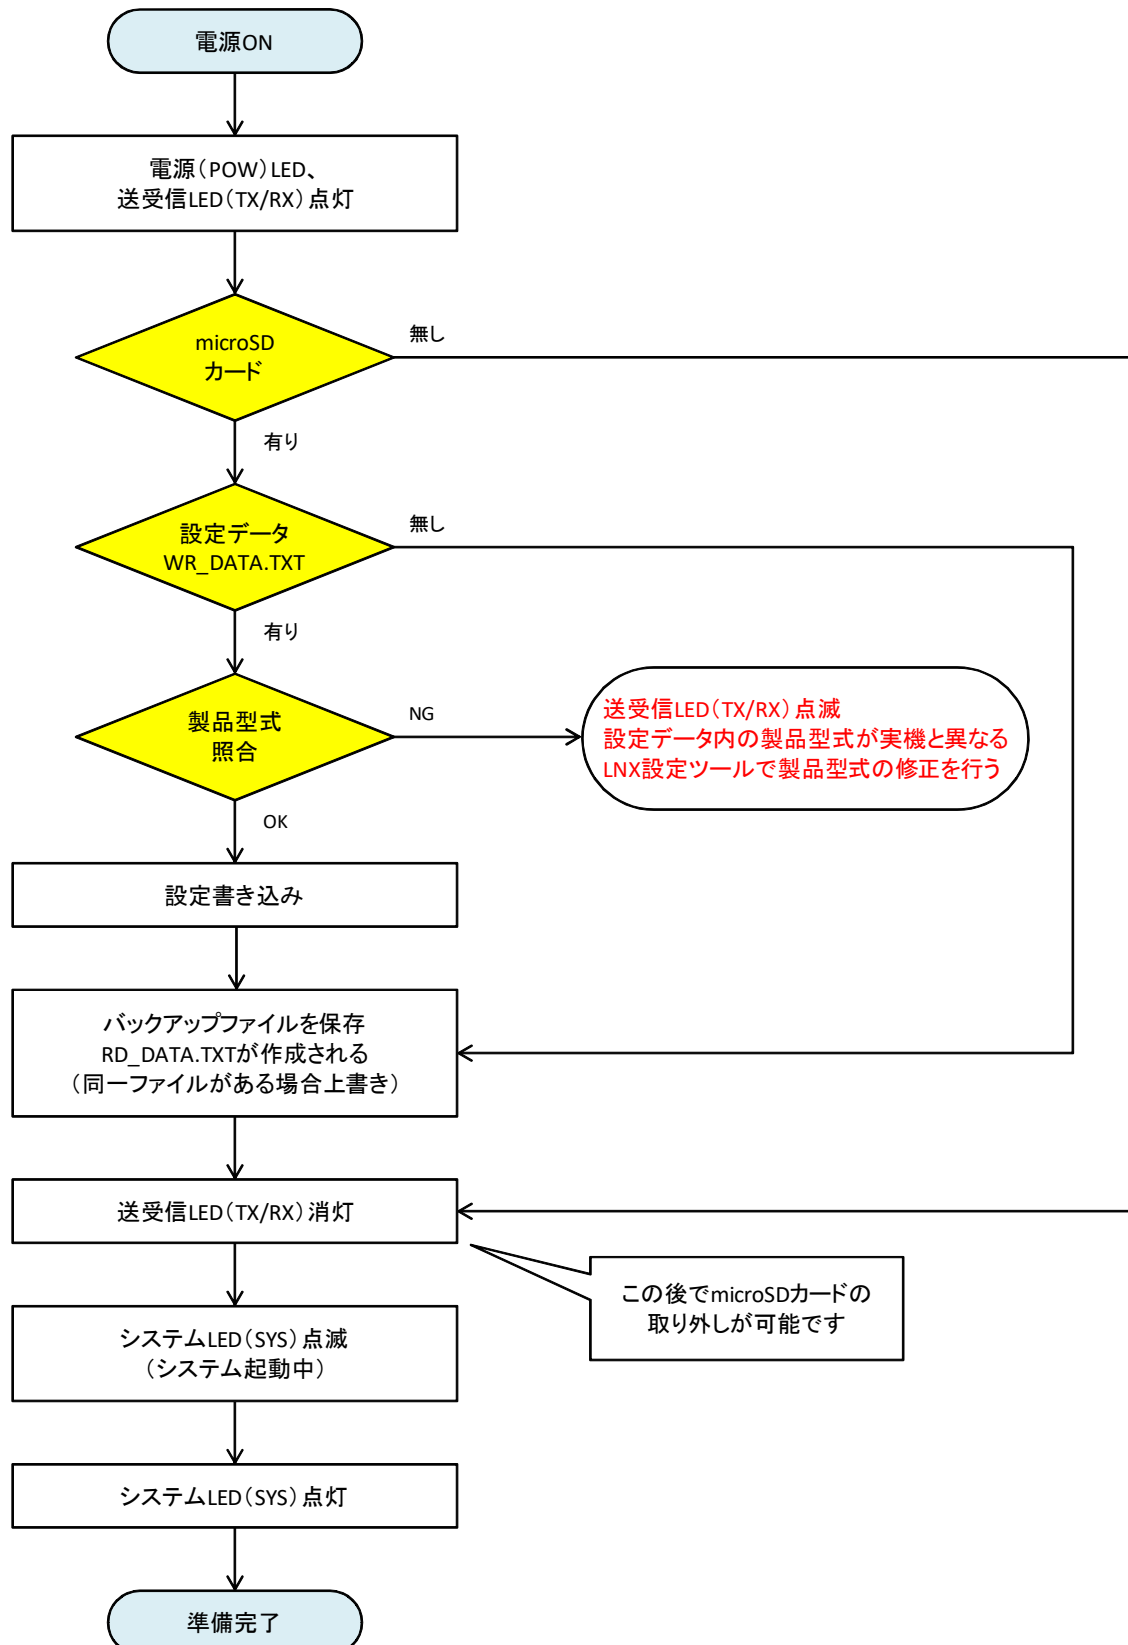 電源ON
電源(POW)LED、
送受信LED(TX/RX)点灯
microSD
カード
無し
有り
設定データ
WR_DATA.TXT
無し
有り
製品型式
照合
NG
送受信LED(TX/RX)点滅
設定データ内の製品型式が実機と異なる
LNX設定ツールで製品型式の修正を行う
OK
設定書き込み
バックアップファイルを保存
RD_DATA.TXTが作成される
(同一ファイルがある場合上書き)
送受信LED(TX/RX)消灯
この後でmicroSDカードの
取り外しが可能です
システムLED(SYS)点滅
(システム起動中)
システムLED(SYS)点灯
準備完了